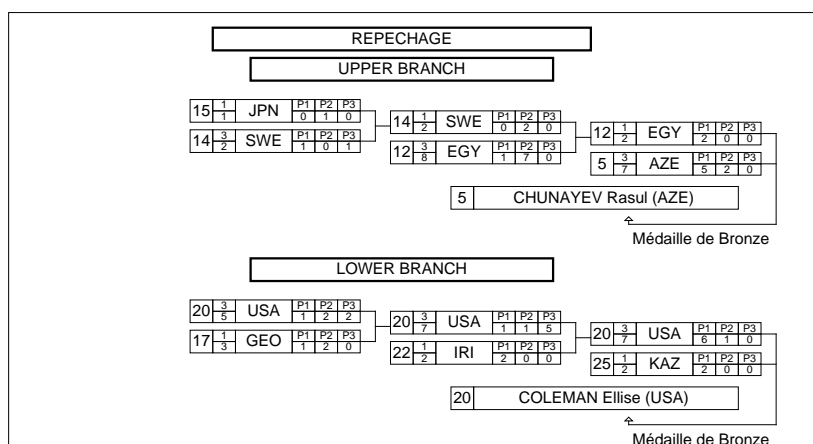 REPECHAGE
UPPER BRANCH
15 1 1 JPN P1 P2 P3 0 1 0
14 3 2 SWE P1 P2 P3 1 0 1
14 1 2 SWE P1 P2 P3 0 2 0
12 3 8 EGY P1 P2 P3 1 7 0
12 1 2 EGY P1 P2 P3 2 0 0
5 3 7 AZE P1 P2 P3 5 2 0
5 CHUNAYEV Rasul (AZE)
Médaille de Bronze
LOWER BRANCH
20 3 5 USA P1 P2 P3 1 2 2
17 1 3 GEO P1 P2 P3 1 2 0
20 3 7 USA P1 P2 P3 1 1 5
22 1 2 IRI P1 P2 P3 2 0 0
20 3 7 USA P1 P2 P3 6 1 0
25 1 2 KAZ P1 P2 P3 2 0 0
20 COLEMAN Ellise (USA)
Médaille de Bronze